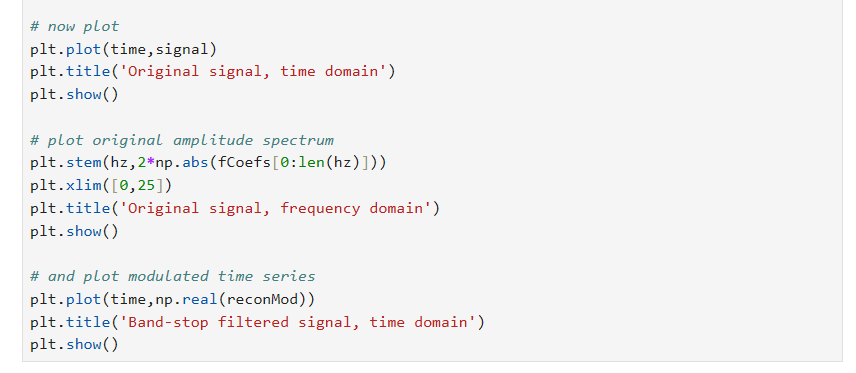 # now plot
plt.plot(time,signal)
plt.title('Original signal, time domain')
plt.show()
# plot original amplitude spectrum
plt.stem(hz,2*np.abs(fCoefs[0:len(hz)]))
plt.xlim([0,25])
plt.title('Original signal, frequency domain')
plt.show()
# and plot modulated time series
plt.plot(time,np.real(reconMod))
plt.title('Band-stop filtered signal, time domain')
plt.show()